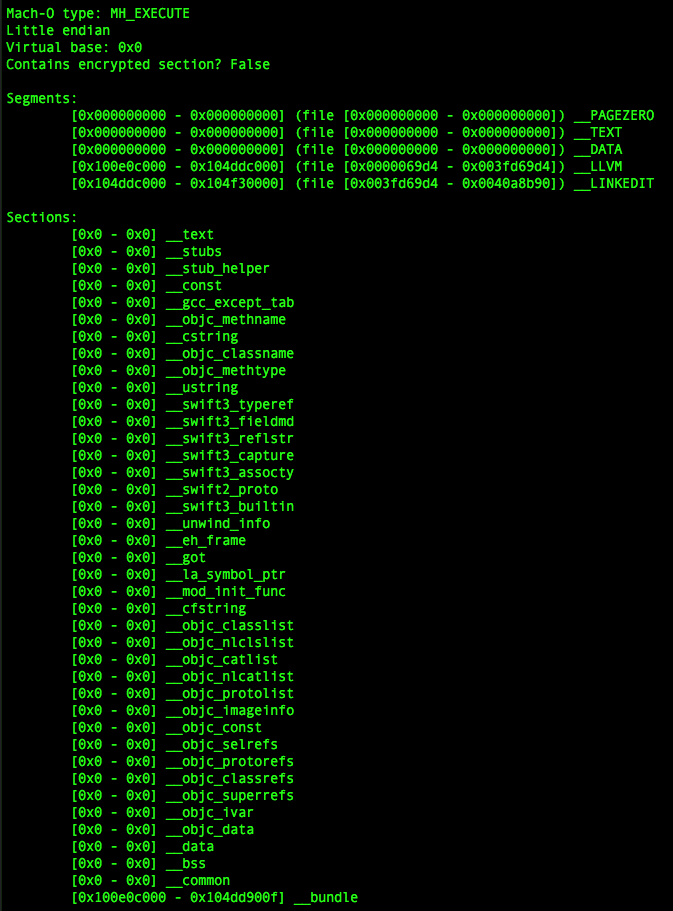 Mach-O type: MH_EXECUTE
Little endian
Virtual base: 0x0
Contains encrypted section? False
Segments:
[0x000000000 - 0x000000000] (file [0x000000000 - 0x000000000]) __PAGEZERO
[0x000000000 - 0x000000000] (file [0x000000000 - 0x000000000]) __TEXT
[0x000000000 - 0x000000000] (file [0x000000000 - 0x000000000]) __DATA
[0x100e0c000 - 0x104ddc000] (file [0x0000069d4 - 0x003fd69d4]) __LLVM
[0x104ddc000 - 0x104f30000] (file [0x003fd69d4 - 0x0040a8b90]) __LINKEDIT
Sections:
[0x0 - 0x0] __text
[0x0 - 0x0] __stubs
[0x0 - 0x0] __stub_helper
[0x0 - 0x0] __const
[0x0 - 0x0] __gcc_except_tab
[0x0 - 0x0] __objc_methname
[0x0 - 0x0] __cstring
[0x0 - 0x0] __objc_classname
[0x0 - 0x0] __objc_methtype
[0x0 - 0x0] __ustring
[0x0 - 0x0] __swift3_typeref
[0x0 - 0x0] __swift3_fieldmd
[0x0 - 0x0] __swift3_reflstr
[0x0 - 0x0] __swift3_capture
[0x0 - 0x0] __swift3_assocty
[0x0 - 0x0] __swift2_proto
[0x0 - 0x0] __swift3_builtin
[0x0 - 0x0] __unwind_info
[0x0 - 0x0] __eh_frame
[0x0 - 0x0] __got
[0x0 - 0x0] __la_symbol_ptr
[0x0 - 0x0] __mod_init_func
[0x0 - 0x0] __cfstring
[0x0 - 0x0] __objc_classlist
[0x0 - 0x0] __objc_nlclslist
[0x0 - 0x0] __objc_catlist
[0x0 - 0x0] __objc_nlcatlist
[0x0 - 0x0] __objc_protolist
[0x0 - 0x0] __objc_imageinfo
[0x0 - 0x0] __objc_const
[0x0 - 0x0] __objc_selrefs
[0x0 - 0x0] __objc_protorefs
[0x0 - 0x0] __objc_classrefs
[0x0 - 0x0] __objc_superrefs
[0x0 - 0x0] __objc_ivar
[0x0 - 0x0] __objc_data
[0x0 - 0x0] __data
[0x0 - 0x0] __bss
[0x0 - 0x0] __common
[0x100e0c000 - 0x104dd900f] __bundle